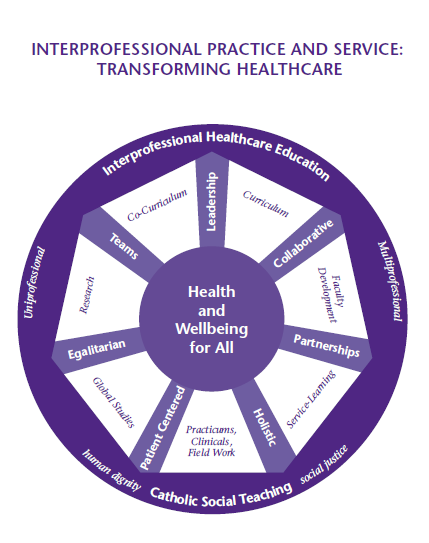 INTERPROFESSIONAL PRACTICE AND SERVICE:
TRANSFORMING HEALTHCARE
Interprofessional Healthcare Education
Leadership
Co-Curriculum
Curriculum
Teams
Collaborative
Uniprofessional
Multiprofessional
Research
Faculty
Development
Health
and
Wellbeing
for All
Egalitarian
Partnerships
Global Studies
Service-Learning
Patient Centered
Holistic
Practicums,
Clinicals,
Field Work
human dignity
social justice
Catholic Social Teaching